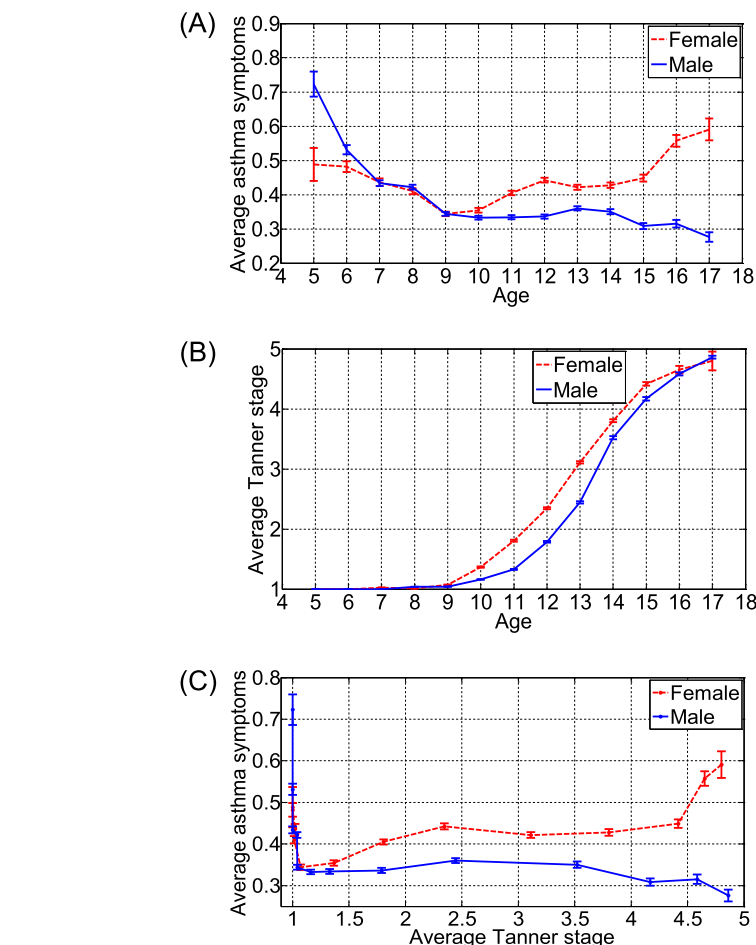 (A)
Average asthma symptoms
0.9
0.8
0.7
0.6
0.5
0.4
0.3
0.2
Female
Male
4 5 6 7 8 9 10 11 12 13 14 15 16 17 18
Age
(B)
Average Tanner stage
5
4
3
2
1
Female
Male
4 5 6 7 8 9 10 11 12 13 14 15 16 17 18
Age
(C)
Average asthma symptoms
0.8
0.7
0.6
0.5
0.4
0.3
Female
Male
1 1.5 2 2.5 3 3.5 4 4.5 5
Average Tanner stage